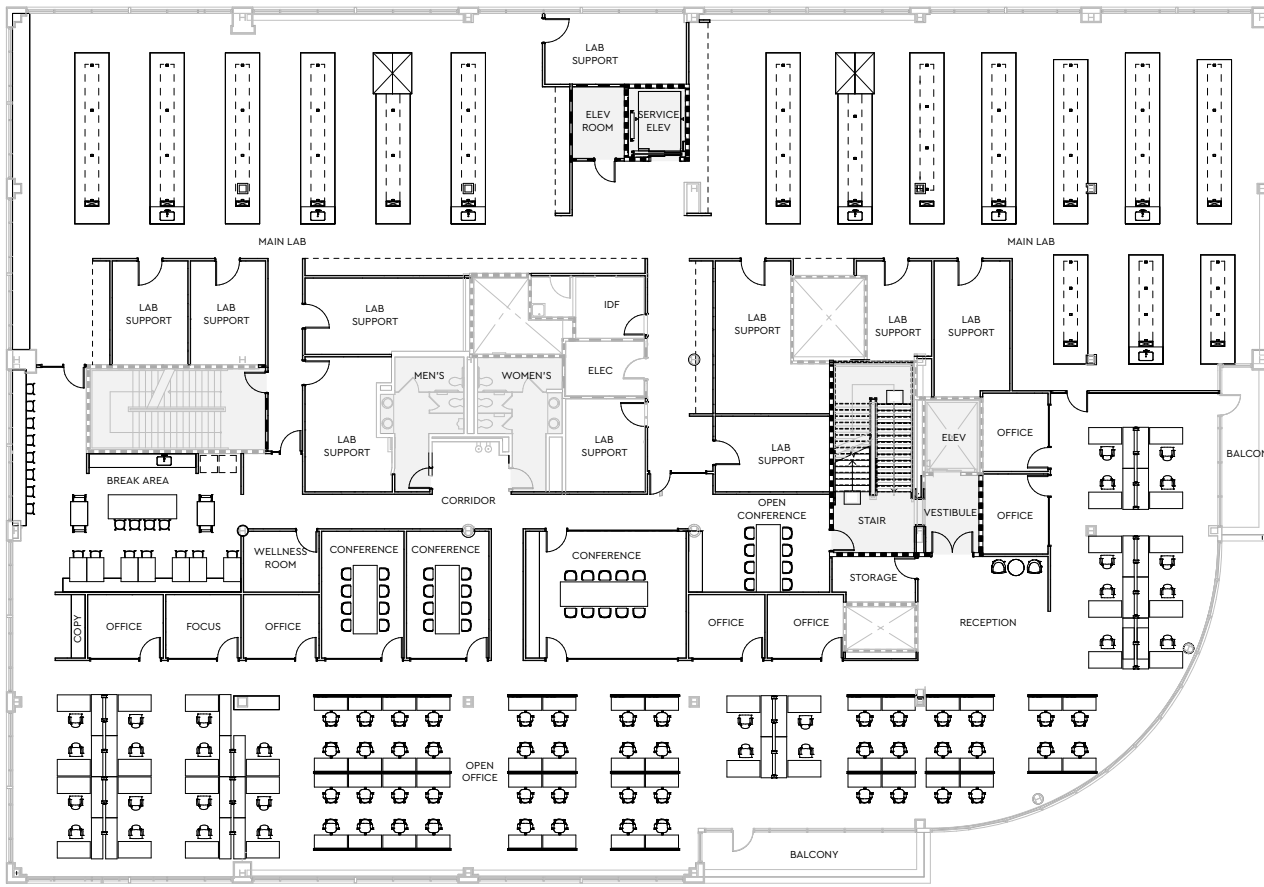 LAB
SUPPORT
ELEV
ROOM
SERVICE
ELEV
MAIN LAB
MAIN LAB
LAB
SUPPORT
LAB
SUPPORT
LAB
SUPPORT
IDF
LAB
SUPPORT
LAB
SUPPORT
LAB
SUPPORT
MEN'S
WOMEN'S
ELEC
LAB
SUPPORT
LAB
SUPPORT
LAB
SUPPORT
ELEV
OFFICE
BALCON
BREAK AREA
CORRIDOR
OPEN
CONFERENCE
STAIR
VESTIBULE
OFFICE
WELLNESS
ROOM
CONFERENCE
CONFERENCE
CONFERENCE
STORAGE
COPY
OFFICE
FOCUS
OFFICE
OFFICE
OFFICE
RECEPTION
OPEN
OFFICE
BALCONY